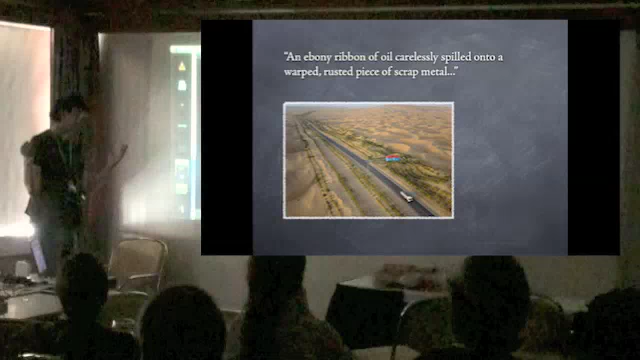 “An ebony ribbon of oil carelessly spilled onto a
warped, rusted piece of scrap metal...”